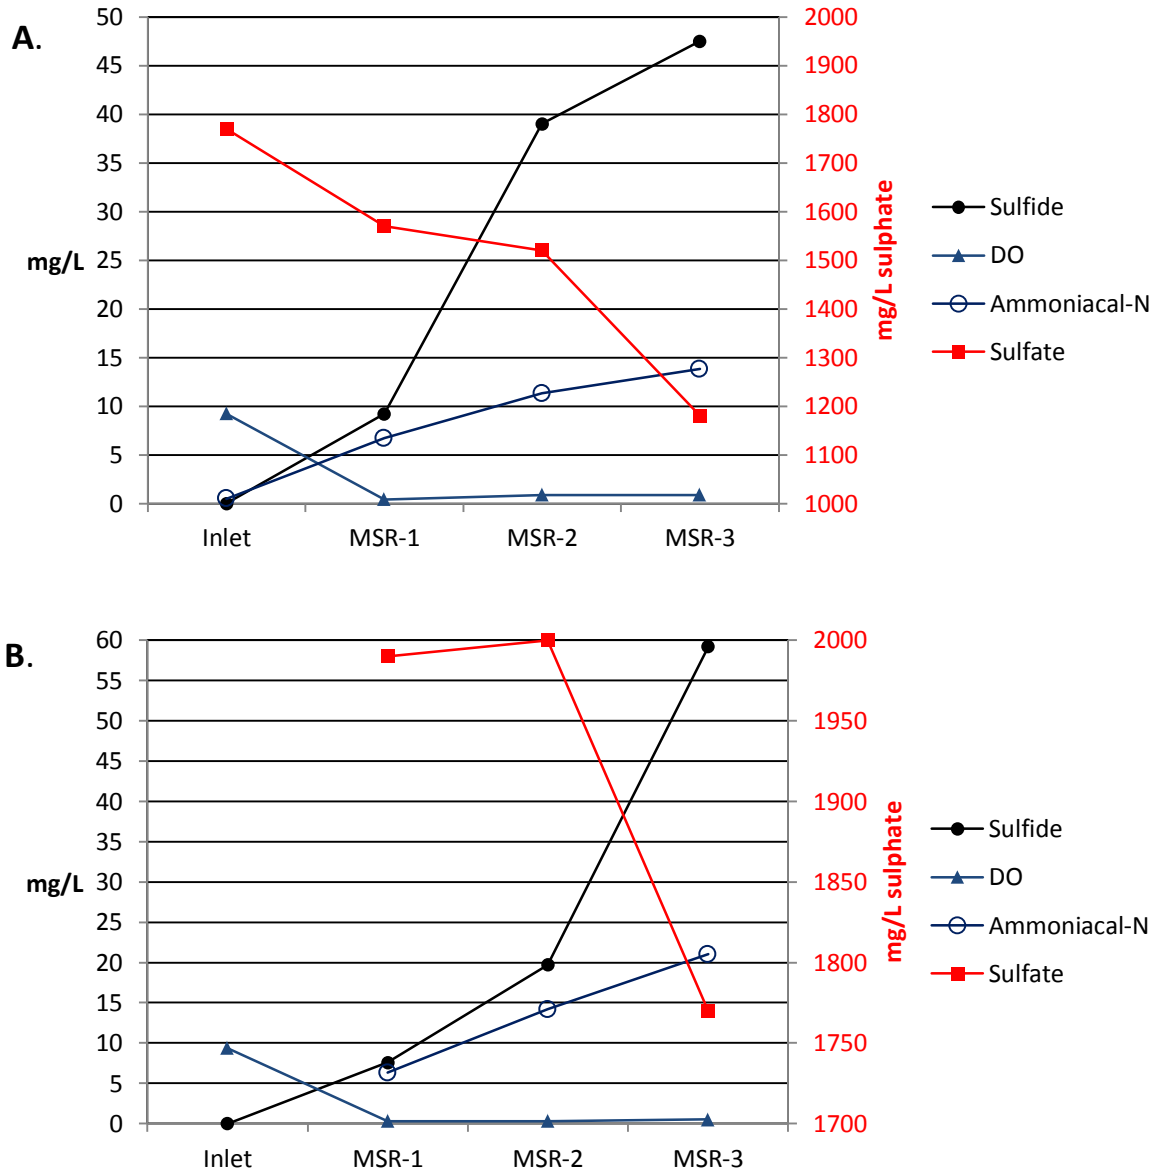 A.
50
45
40
35
30
25
20
15
10
5
0
mg/L
2000
1900
1800
1700
1600
1500
1400
1300
1200
1100
1000
mg/L sulphate
Inlet MSR-1 MSR-2 MSR-3
Sulfide
DO
Ammoniacal-N
Sulfate
B.
60
55
50
45
40
35
30
25
20
15
10
5
0
mg/L
2000
1950
1900
1850
1800
1750
1700
mg/L sulphate
Inlet MSR-1 MSR-2 MSR-3
Sulfide
DO
Ammoniacal-N
Sulfate